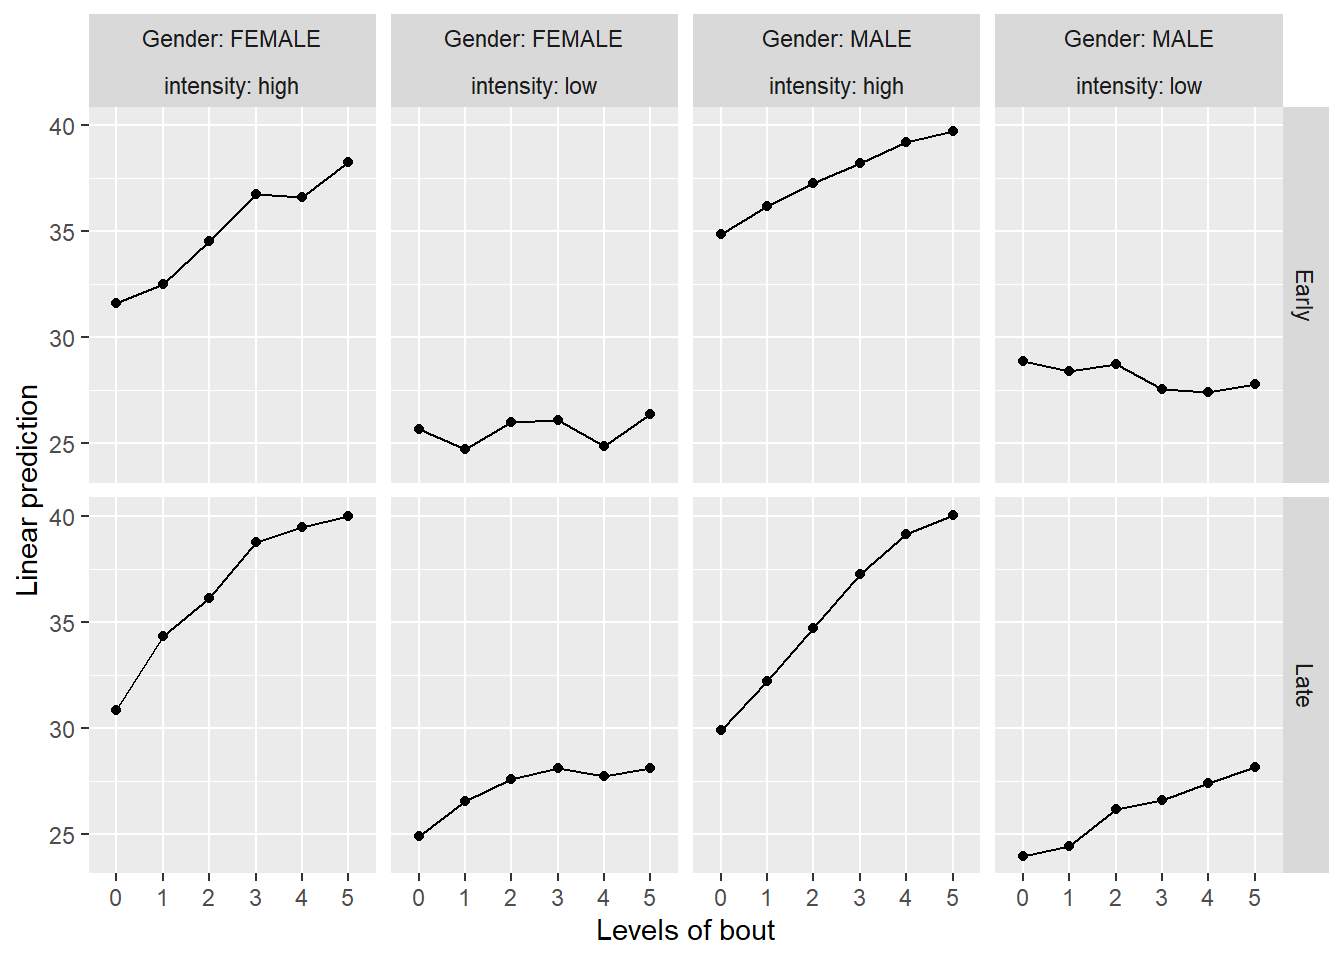 Gender: FEMALE
intensity: high
Gender: FEMALE
intensity: low
Gender: MALE
intensity: high
Gender: MALE
intensity: low
Linear prediction
40
35
30
25
Early
40
35
30
25
Late
0 1 2 3 4 5
0 1 2 3 4 5
0 1 2 3 4 5
0 1 2 3 4 5
Levels of bout